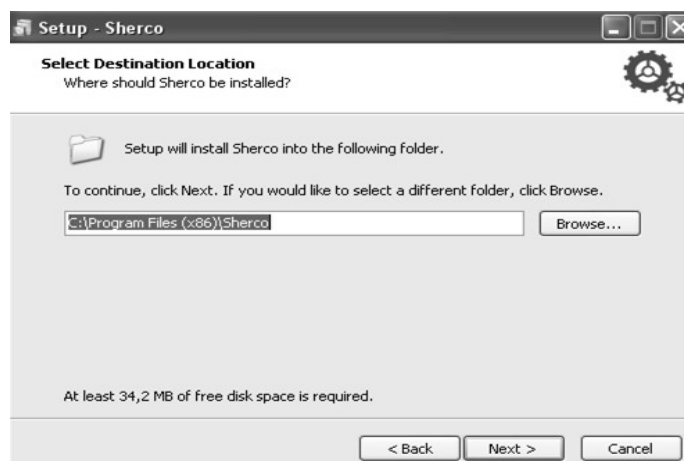 Setup - Sherco
Select Destination Location
Where should Sherco be installed?
Setup will install Sherco into the following folder.
To continue, click Next. If you would like to select a different folder, click Browse.
C:\Program Files (x86)\Sherco
Browse...
At least 34,2 MB of free disk space is required.
< Back
Next >
Cancel